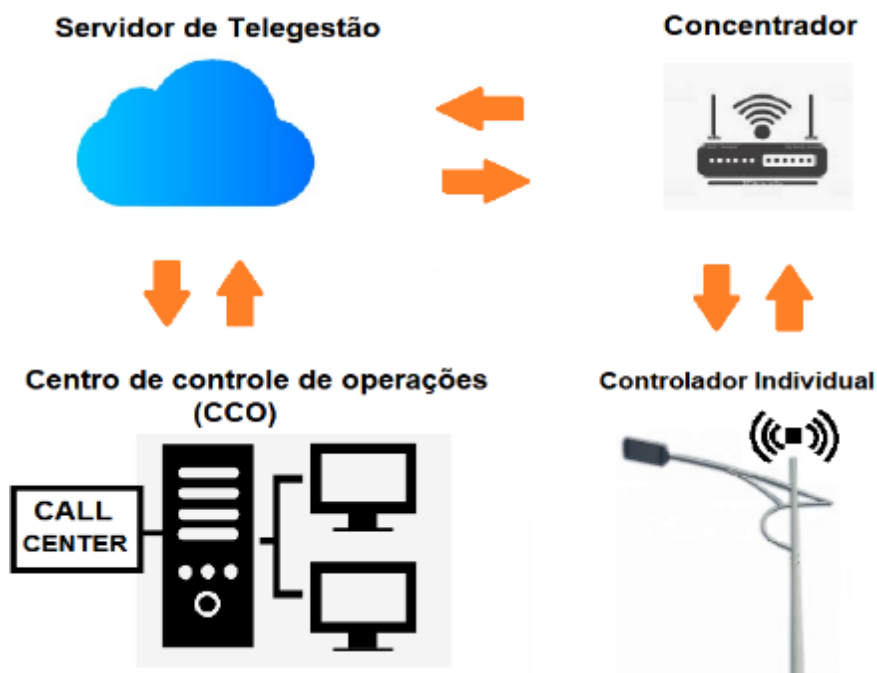 Servidor de Telegestão
Concentrador
Centro de controle de operações
(CCO)
Controlador Individual
CALL
CENTER